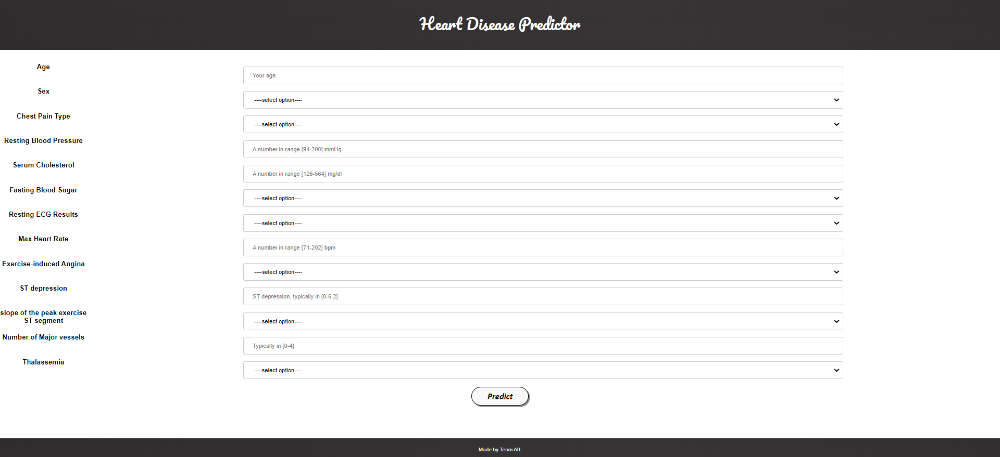 Heart Disease Predictor
Age
Your age..
Sex
----select option----
Chest Pain Type
----select option----
Resting Blood Pressure
A number in range [94-200] mmHg
Serum Cholesterol
A number in range [126-564] mg/dl
Fasting Blood Sugar
----select option----
Resting ECG Results
----select option----
Max Heart Rate
A number in range [71-202] bpm
Exercise-induced Angina
----select option----
ST depression
ST depression, typically in [0-6.2]
slope of the peak exercise
ST segment
----select option----
Number of Major vessels
Typically in [0-4]
Thalassemia
----select option----
Predict
Made by Team A9.